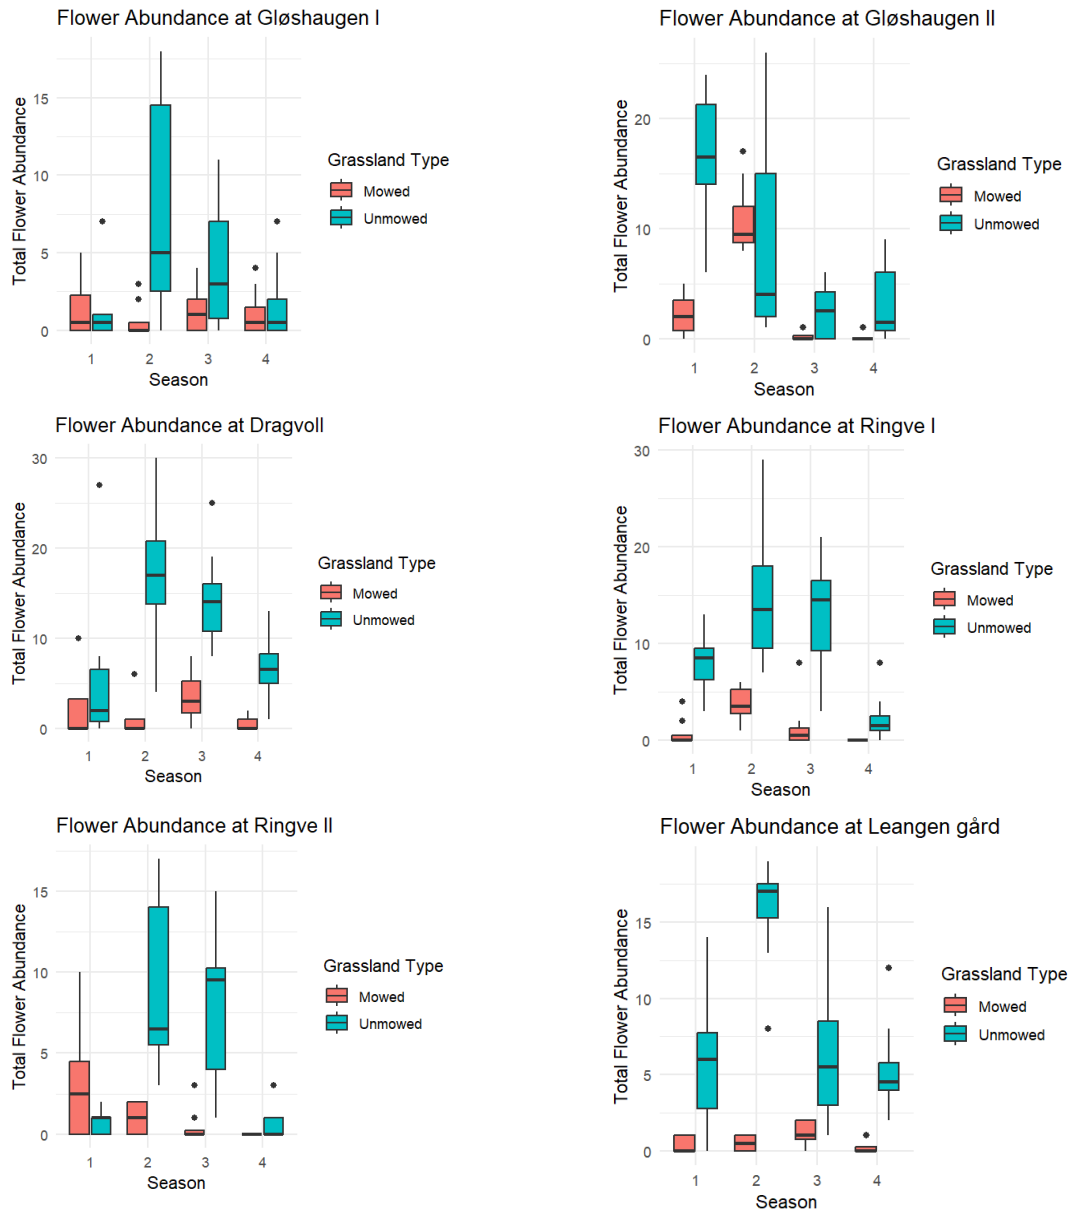 Flower Abundance at Gløshaugen I
Total Flower Abundance
15
10
5
0
1 2 3 4
Season
Grassland Type
Mowed
Unmowed
Flower Abundance at Gløshaugen II
Total Flower Abundance
20
10
0
1 2 3 4
Season
Grassland Type
Mowed
Unmowed
Flower Abundance at Dragvoll
Total Flower Abundance
30
20
10
0
1 2 3 4
Season
Grassland Type
Mowed
Unmowed
Flower Abundance at Ringve I
Total Flower Abundance
30
20
10
0
1 2 3 4
Season
Grassland Type
Mowed
Unmowed
Flower Abundance at Ringve II
Total Flower Abundance
15
10
5
0
1 2 3 4
Season
Grassland Type
Mowed
Unmowed
Flower Abundance at Leangen gård
Total Flower Abundance
15
10
5
0
1 2 3 4
Season
Grassland Type
Mowed
Unmowed